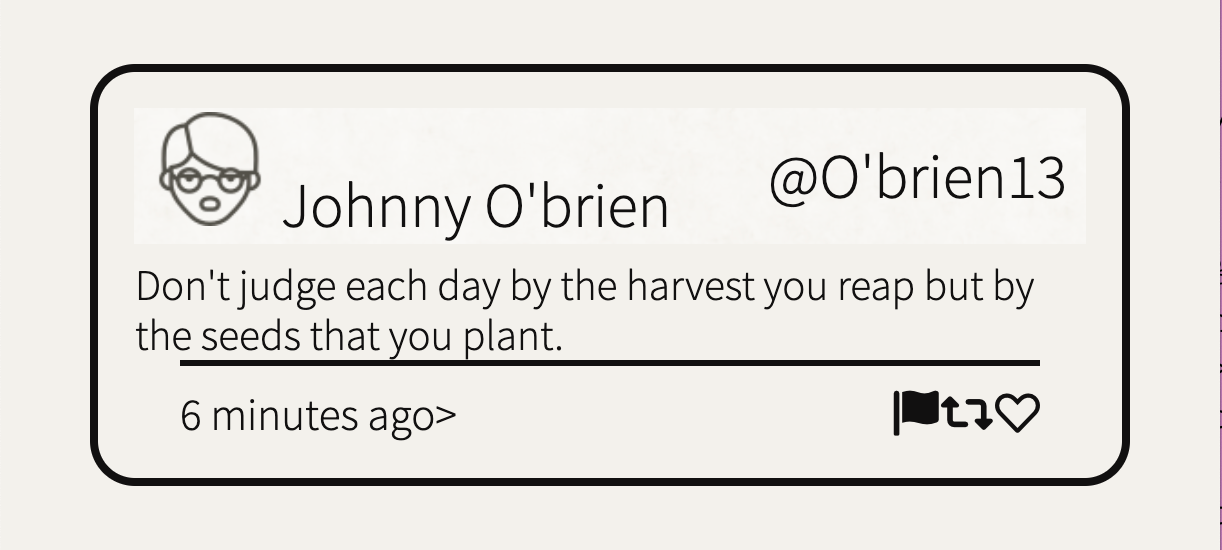 Johnny O'brien
@O'brien13
Don't judge each day by the harvest you reap but by
the seeds that you plant.
6 minutes ago>